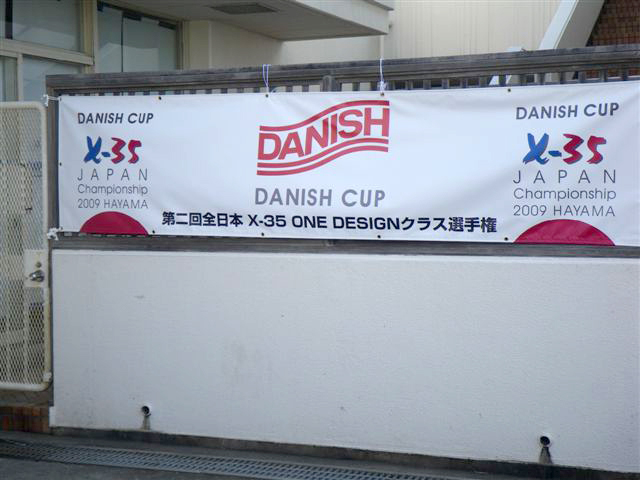 DANISH CUP
X-35
JAPAN
Championship
2009 HAYAMA
DANISH
DANISH CUP
第二回全日本 X-35 ONE DESIGNクラス選手権
DANISH CUP
X-35
JAPAN
Championship
2009 HAYAMA